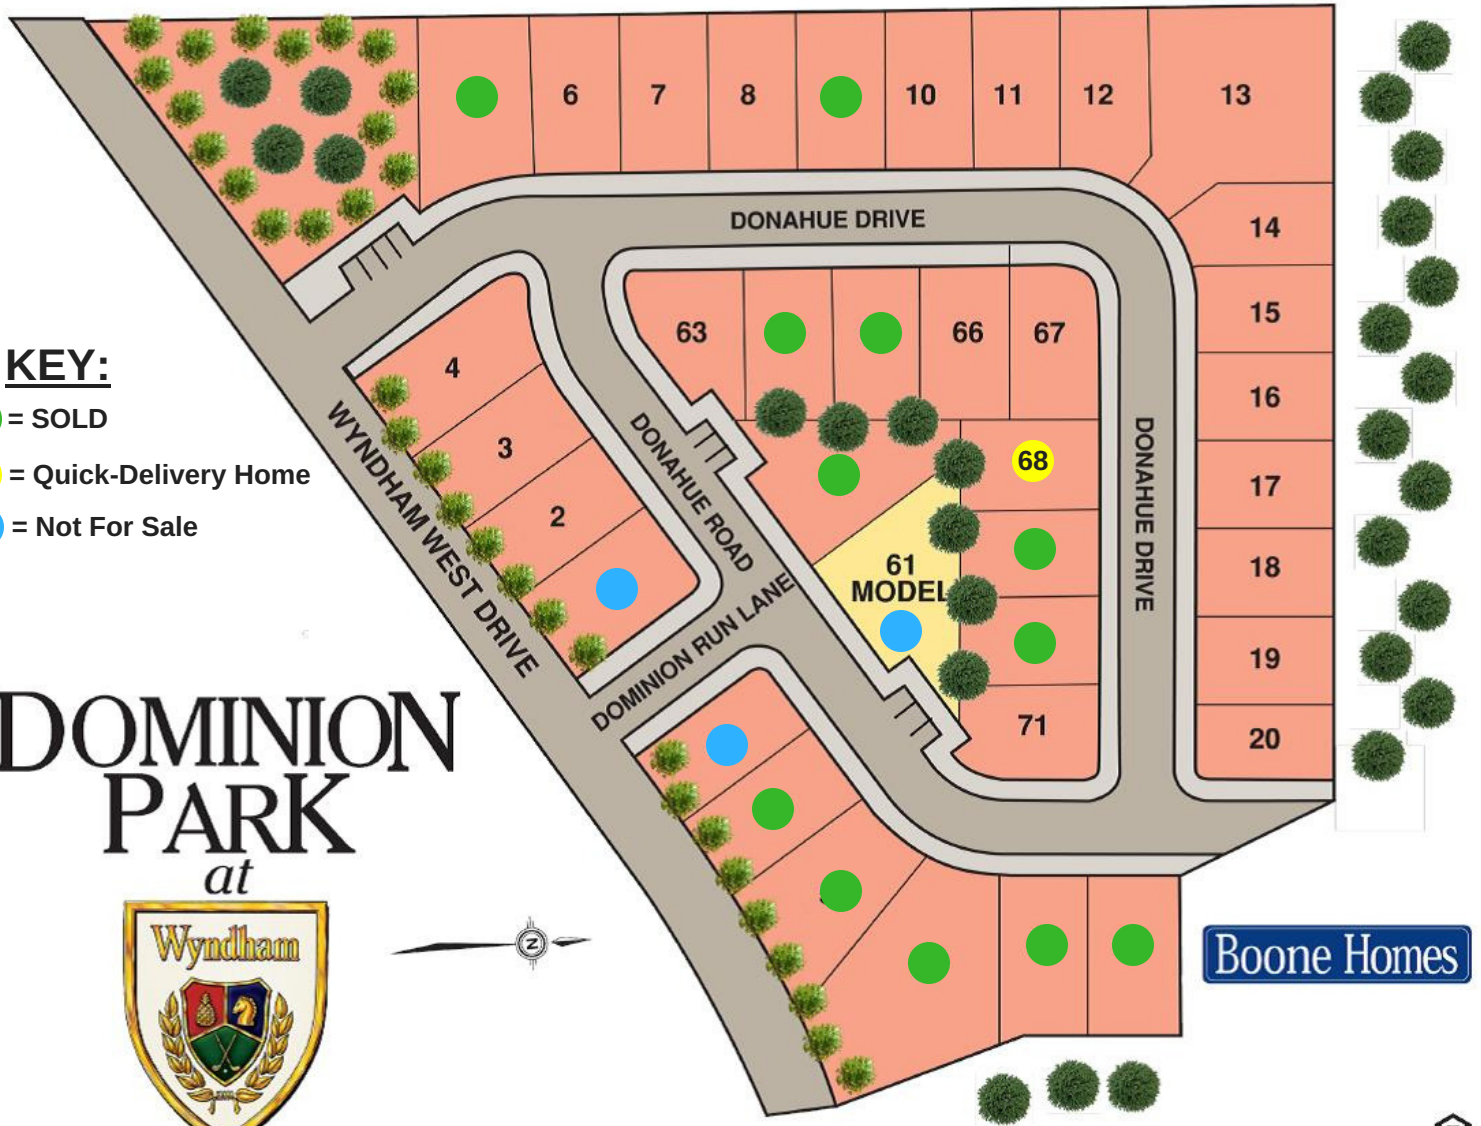 6
7
8
10
11
12
13
DONAHUE DRIVE
14
15
16
17
18
19
20
63
66
67
4
3
2
KEY:
= SOLD
= Quick-Delivery Home
= Not For Sale
WYNDHAM WEST DRIVE
DONAHUE ROAD
DONAHUE DRIVE
68
61
MODEL
71
DOMINION RUN LANE
DOMINION
PARK
at
Wyndham
N
Boone Homes